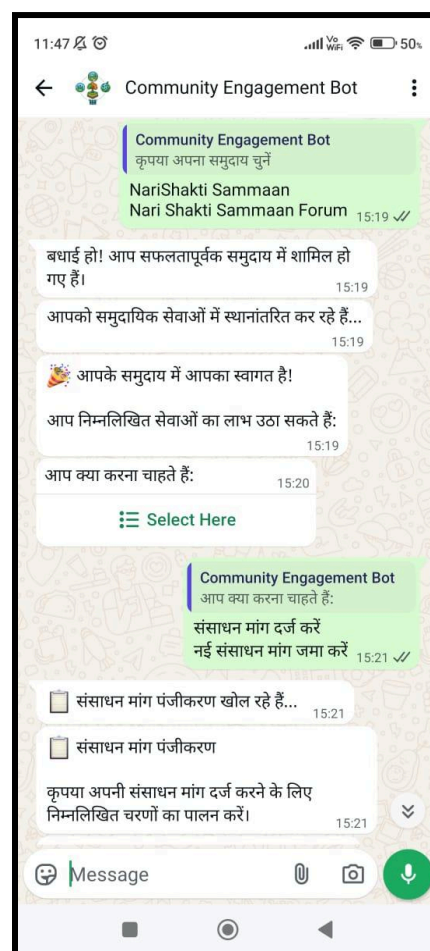 11:47
Vo
WiFi
50%
Community Engagement Bot
Community Engagement Bot
कृपया अपना समुदाय चुनें
NariShakti Sammaan
Nari Shakti Sammaan Forum 15:19
बधाई हो! आप सफलतापूर्वक समुदाय में शामिल हो
गए हैं।
15:19
आपको समुदायिक सेवाओं में स्थानांतरित कर रहे हैं...
15:19
🎉 आपके समुदाय में आपका स्वागत है!
आप निम्नलिखित सेवाओं का लाभ उठा सकते हैं:
15:19
आप क्या करना चाहते हैं:
15:20
Select Here
Community Engagement Bot
आप क्या करना चाहते हैं:
संसाधन मांग दर्ज करें
नई संसाधन मांग जमा करें 15:21
📋 संसाधन मांग पंजीकरण खोल रहे हैं...
15:21
📋 संसाधन मांग पंजीकरण
कृपया अपनी संसाधन मांग दर्ज करने के लिए
निम्नलिखित चरणों का पालन करें।
15:21
Message